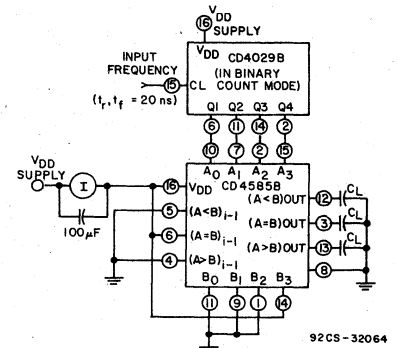 16 VDD
SUPPLY
VDD
CD4029B
(IN BINARY
COUNT MODE)
INPUT
FREQUENCY
15 CL
(tr, tf = 20 ns)
Q1 Q2 Q3 Q4
6 11 14 2
10 7 2 15
A0 A1 A2 A3
VDD
SUPPLY
I
100μF
16 VDD
CD4585B
5 (A<B)i-1
6 (A=B)i-1
4 (A>B)i-1
(A<B)OUT 12 CL
(A=B)OUT 3 CL
(A>B)OUT 13 CL
8
B0 B1 B2 B3
11 9 1 14
92CS-32064